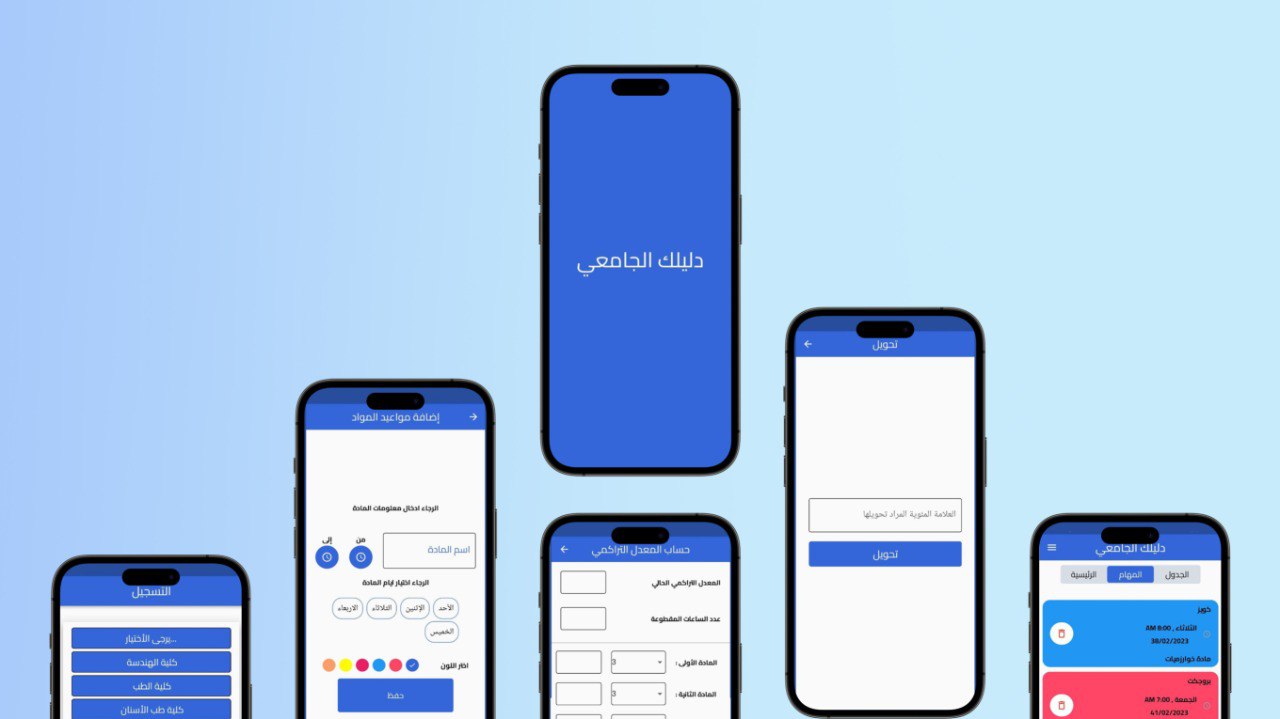 دليلك الجامعي
تحويل
العلامة المئوية المراد تحويلها
تحويل
إضافة مواعيد المواد
الرجاء ادخال معلومات المادة
اسم المادة
من
إلى
الرجاء اختيار ايام المادة
الأحد
الإثنين
الثلاثاء
الاربعاء
الخميس
اختر اللون
حفظ
حساب المعدل التراكمي
المعدل التراكمي الحالي
عدد الساعات المقطوعة
المادة الأولى :
3
المادة الثانية :
3
دليلك الجامعي
الجدول
المهام
الرئيسية
كويز
الثلاثاء , 8:00 AM
38/02/2023
مادة خوارزميات
بروجكت
الجمعة , 7:00 AM
41/02/2023
التسجيل
يرجى الأختيار...
كلية الهندسة
كلية الطب
كلية طب الأسنان